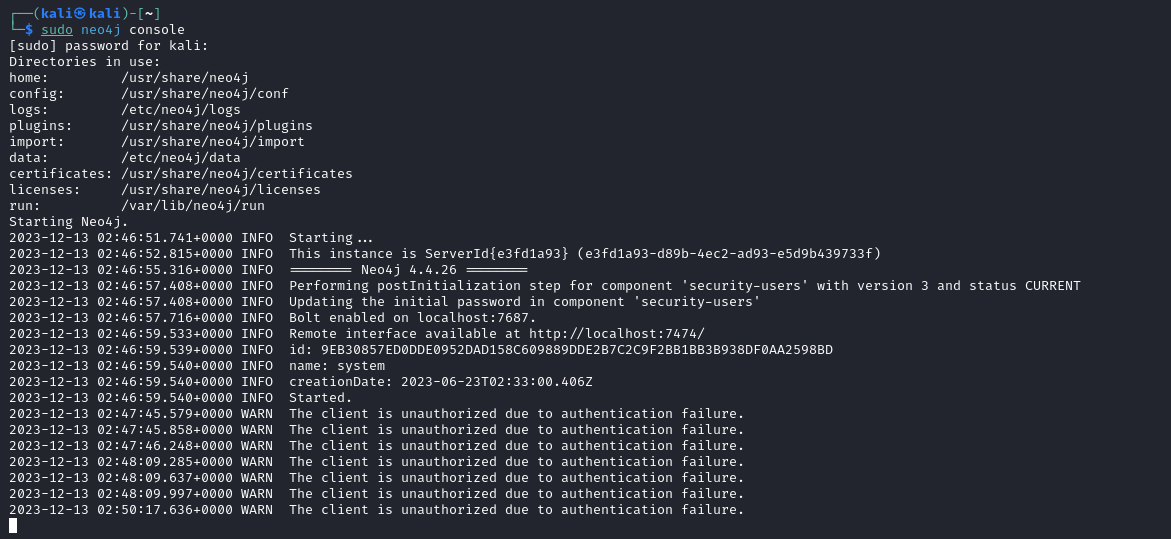 ┌──(kali㉿kali)-[~]
└─$ sudo neo4j console
[sudo] password for kali:
Directories in use:
home:         /usr/share/neo4j
config:       /usr/share/neo4j/conf
logs:         /etc/neo4j/logs
plugins:      /usr/share/neo4j/plugins
import:       /usr/share/neo4j/import
data:         /etc/neo4j/data
certificates: /usr/share/neo4j/certificates
licenses:     /usr/share/neo4j/licenses
run:          /var/lib/neo4j/run
Starting Neo4j.
2023-12-13 02:46:51.741+0000 INFO  Starting...
2023-12-13 02:46:52.815+0000 INFO  This instance is ServerId{e3fd1a93} (e3fd1a93-d89b-4ec2-ad93-e5d9b439733f)
2023-12-13 02:46:55.316+0000 INFO  ======== Neo4j 4.4.26 ========
2023-12-13 02:46:57.408+0000 INFO  Performing postInitialization step for component 'security-users' with version 3 and status CURRENT
2023-12-13 02:46:57.408+0000 INFO  Updating the initial password in component 'security-users'
2023-12-13 02:46:57.716+0000 INFO  Bolt enabled on localhost:7687.
2023-12-13 02:46:59.533+0000 INFO  Remote interface available at http://localhost:7474/
2023-12-13 02:46:59.539+0000 INFO  id: 9EB30857ED0DDE0952DAD158C609889DDE2B7C2C9F2BB1BB3B938DF0AA2598BD
2023-12-13 02:46:59.540+0000 INFO  name: system
2023-12-13 02:46:59.540+0000 INFO  creationDate: 2023-06-23T02:33:00.406Z
2023-12-13 02:46:59.540+0000 INFO  Started.
2023-12-13 02:47:45.579+0000 WARN  The client is unauthorized due to authentication failure.
2023-12-13 02:47:45.858+0000 WARN  The client is unauthorized due to authentication failure.
2023-12-13 02:47:46.248+0000 WARN  The client is unauthorized due to authentication failure.
2023-12-13 02:48:09.285+0000 WARN  The client is unauthorized due to authentication failure.
2023-12-13 02:48:09.637+0000 WARN  The client is unauthorized due to authentication failure.
2023-12-13 02:48:09.997+0000 WARN  The client is unauthorized due to authentication failure.
2023-12-13 02:50:17.636+0000 WARN  The client is unauthorized due to authentication failure.